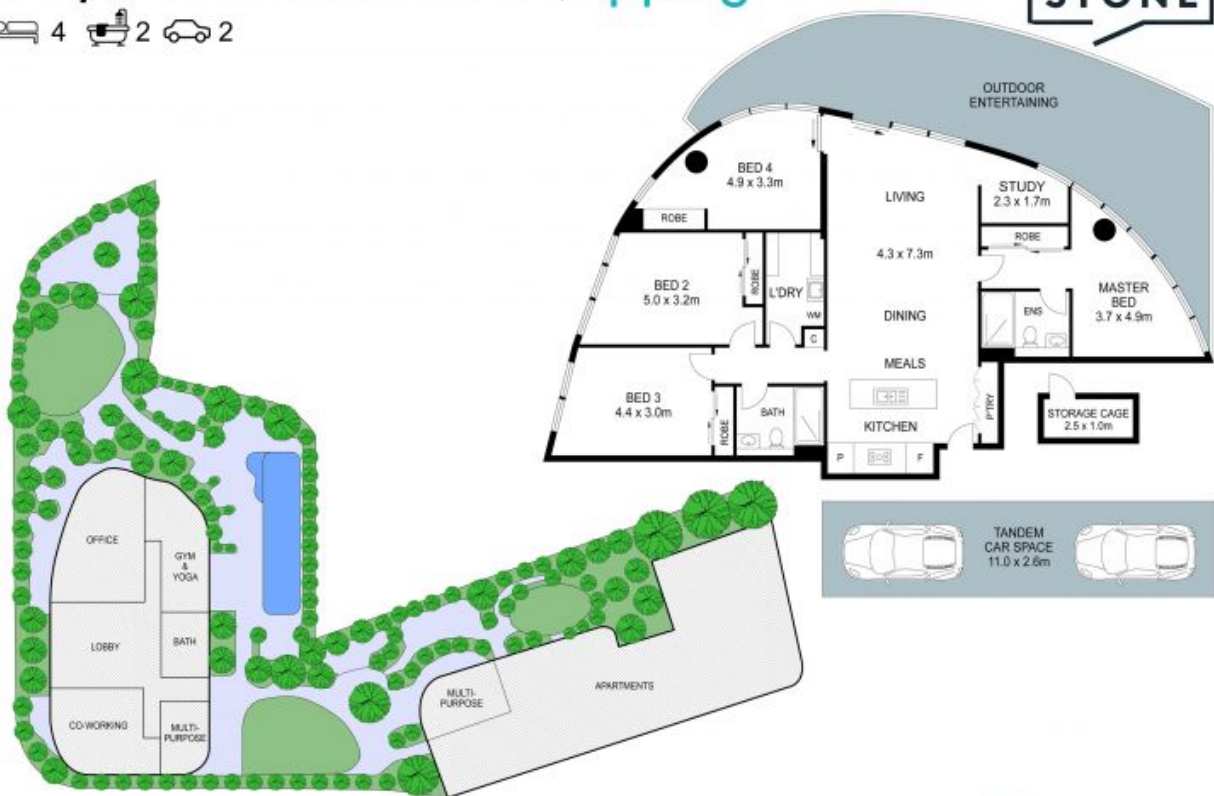 4 2 2
OUTDOOR
ENTERTAINING
BED 4
4.9 x 3.3m
ROBE
LIVING
4.3 x 7.3m
DINING
MEALS
KITCHEN
STUDY
2.3 x 1.7m
ROBE
MASTER
BED
3.7 x 4.9m
ENS
BED 2
5.0 x 3.2m
ROBE
L'DRY
WM
C
BED 3
4.4 x 3.0m
ROBE
BATH
P
F
P'TRY
STORAGE CAGE
2.5 x 1.0m
TANDEM
CAR SPACE
11.0 x 2.6m
OFFICE
GYM
&
YOGA
LOBBY
BATH
CO-WORKING
MULTI-
PURPOSE
MULTI-
PURPOSE
APARTMENTS